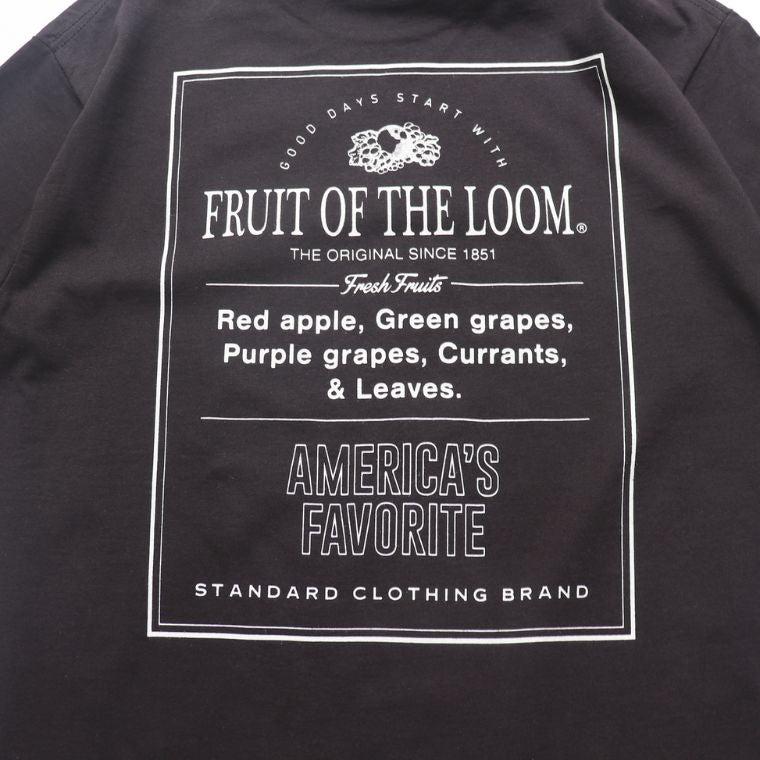 GOOD DAYS START WITH
FRUIT OF THE LOOM®
THE ORIGINAL SINCE 1851
Fresh Fruits
Red apple, Green grapes,
Purple grapes, Currants,
& Leaves.
AMERICA'S
FAVORITE
STANDARD CLOTHING BRAND